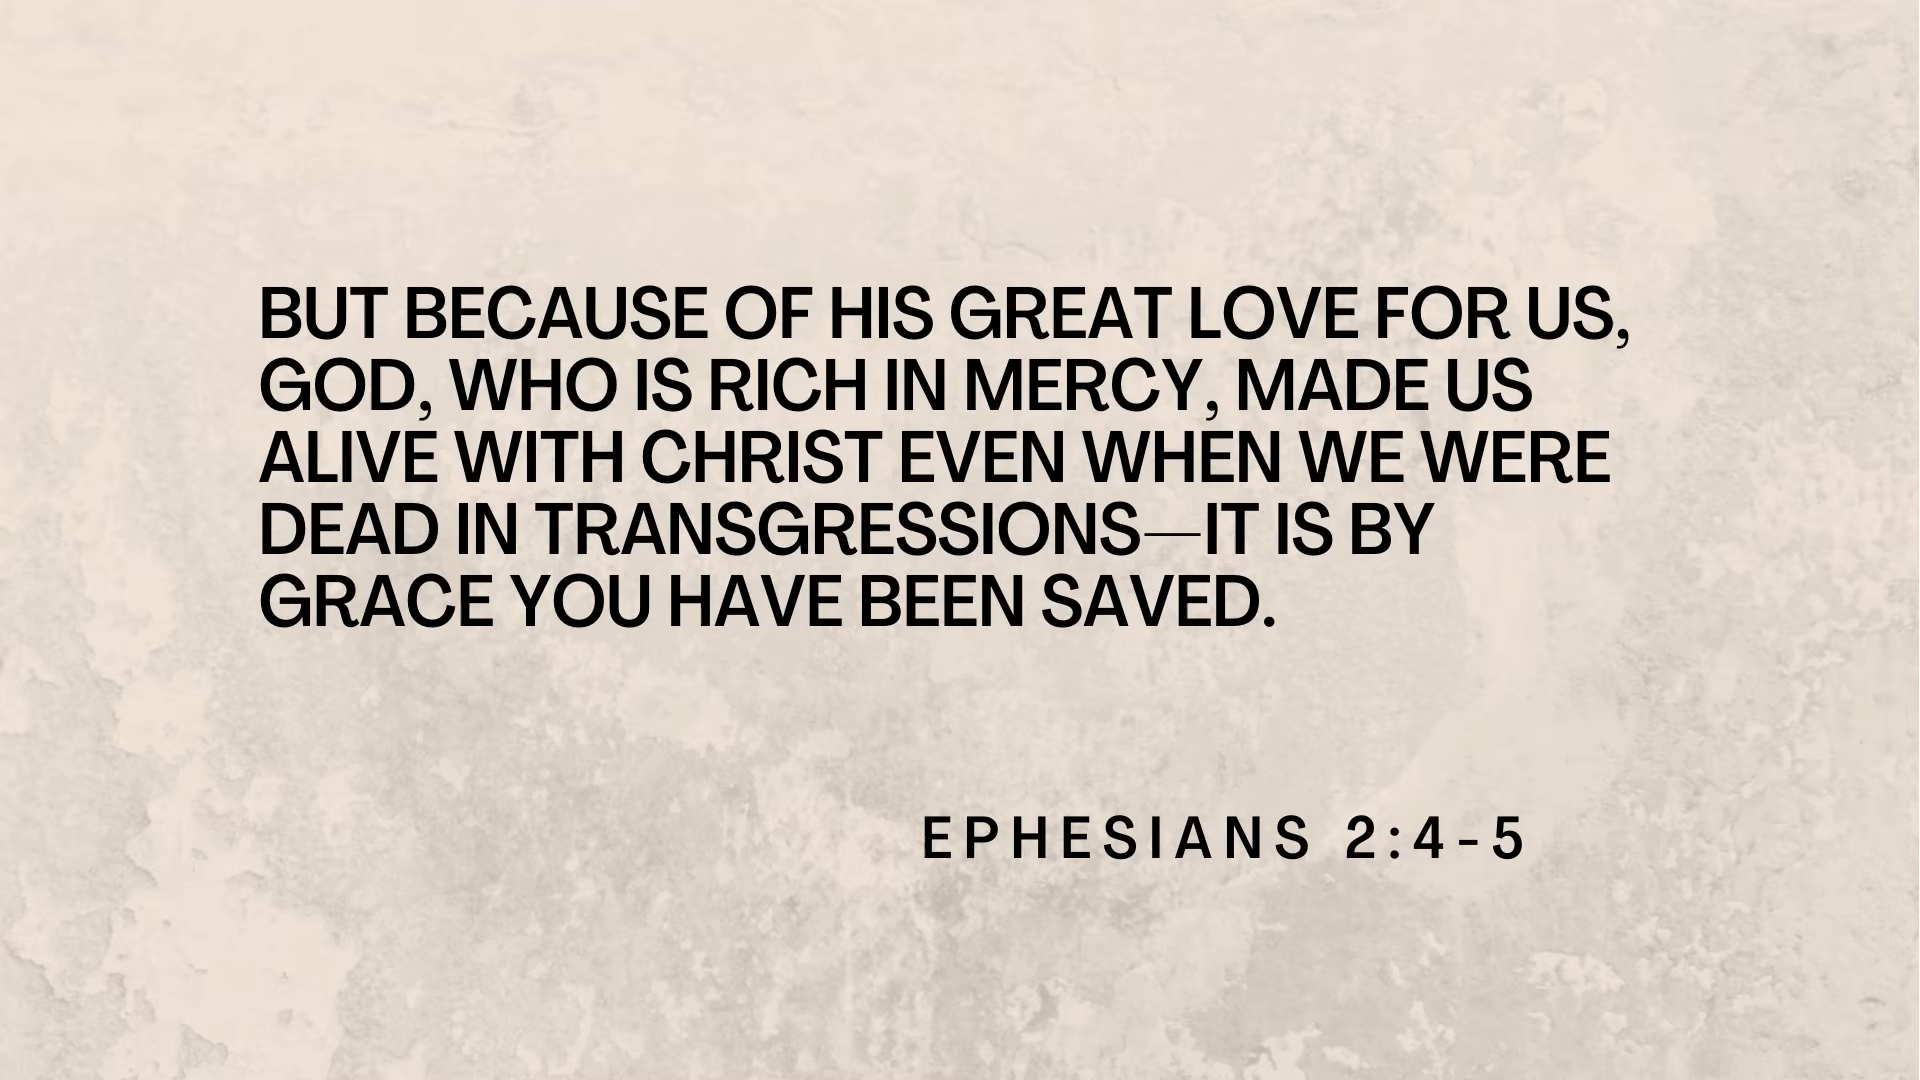 BUT BECAUSE OF HIS GREAT LOVE FOR US,
GOD, WHO IS RICH IN MERCY, MADE US
ALIVE WITH CHRIST EVEN WHEN WE WERE
DEAD IN TRANSGRESSIONS—IT IS BY
GRACE YOU HAVE BEEN SAVED.
EPHESIANS 2:4-5